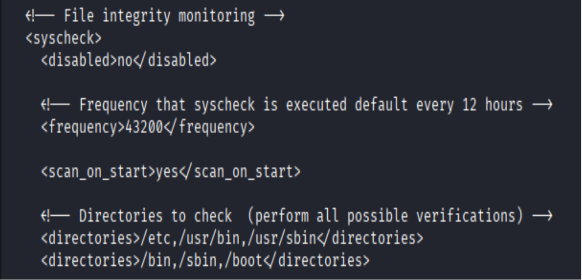 <!-- File integrity monitoring -->
<syscheck>
<disabled>no</disabled>
<!-- Frequency that syscheck is executed default every 12 hours -->
<frequency>43200</frequency>
<scan_on_start>yes</scan_on_start>
<!-- Directories to check  (perform all possible verifications) -->
<directories>/etc,/usr/bin,/usr/sbin</directories>
<directories>/bin,/sbin,/boot</directories>